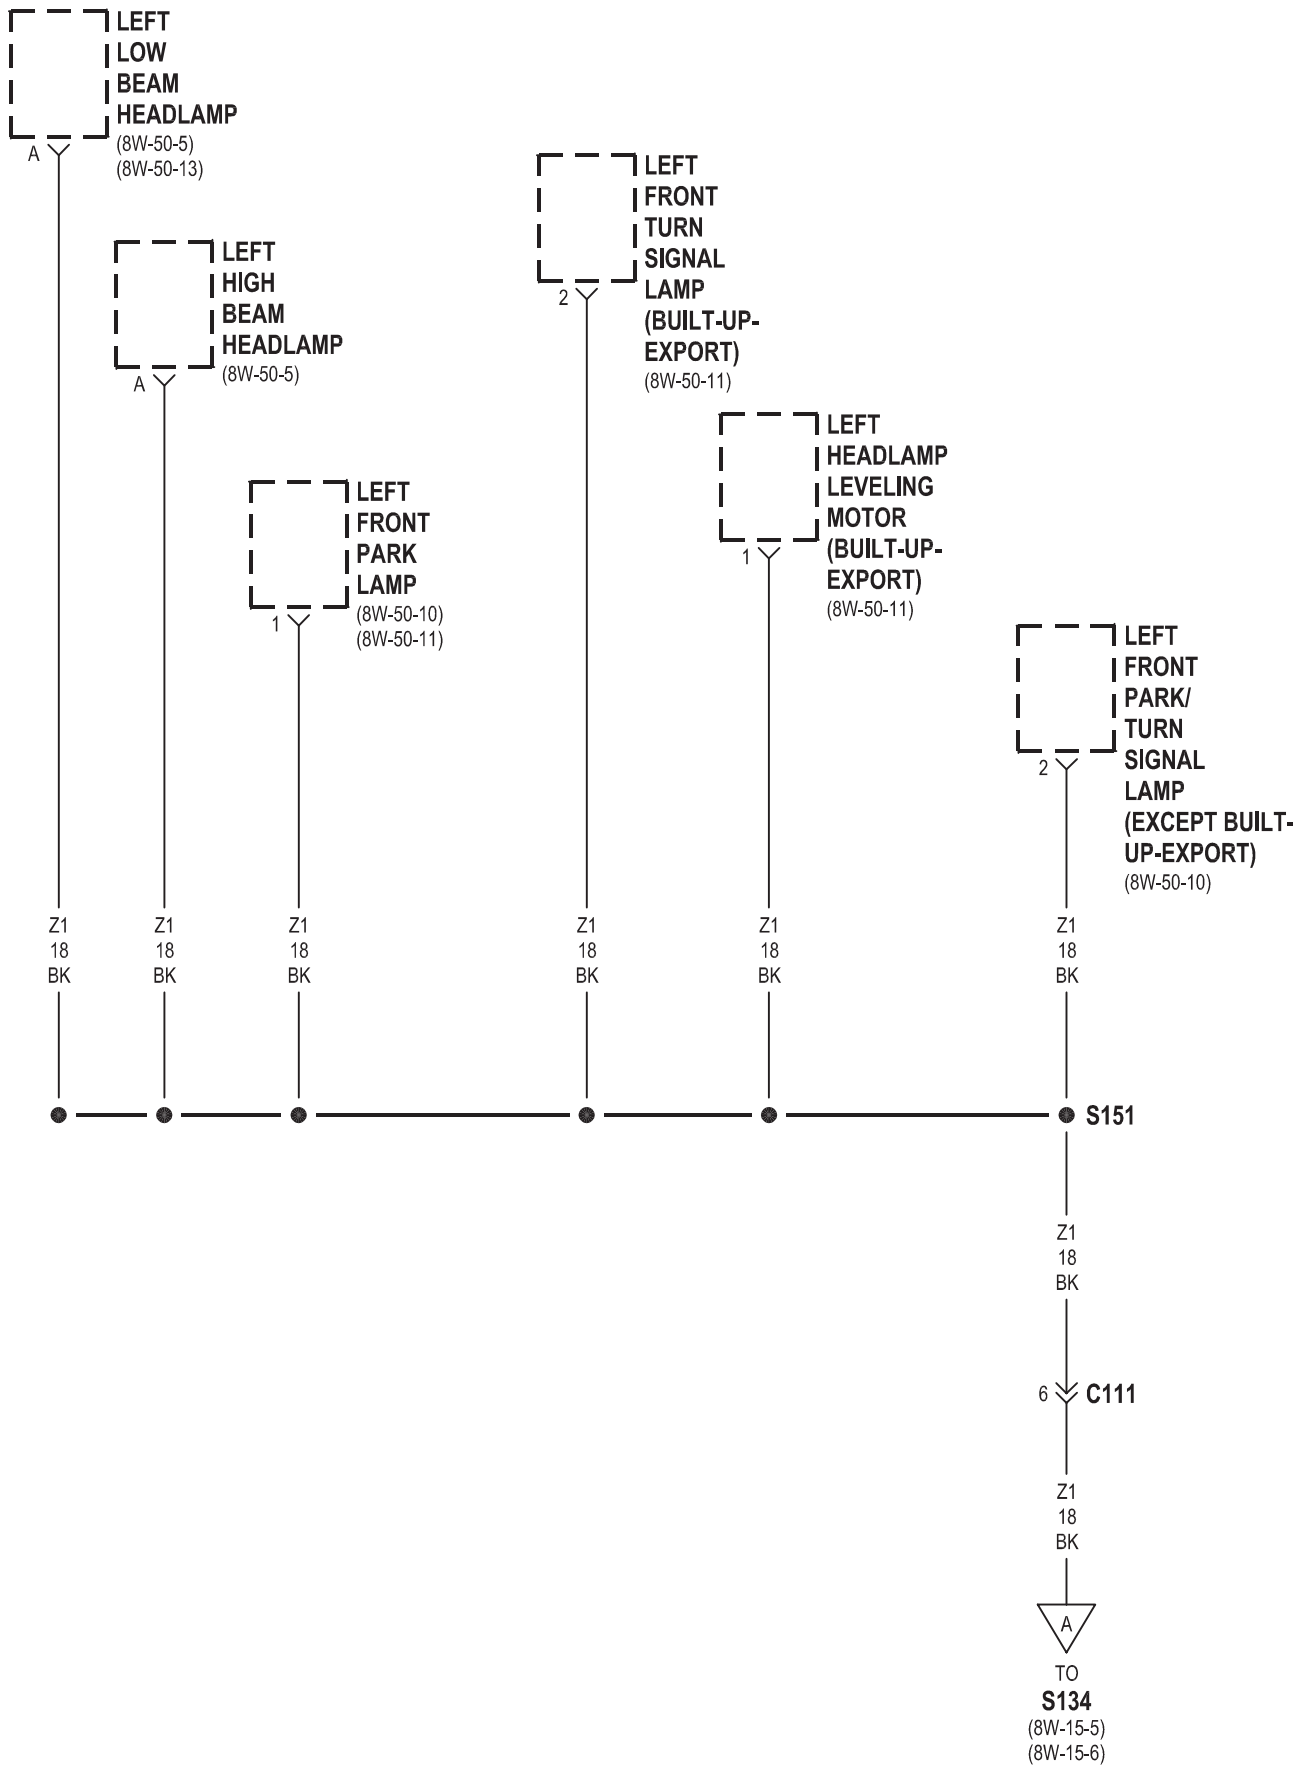 LEFT
LOW
BEAM
HEADLAMP
(8W-50-5)
(8W-50-13)
A
LEFT
HIGH
BEAM
HEADLAMP
(8W-50-5)
A
LEFT
FRONT
PARK
LAMP
(8W-50-10)
(8W-50-11)
1
LEFT
FRONT
TURN
SIGNAL
LAMP
(BUILT-UP-
EXPORT)
(8W-50-11)
2
LEFT
HEADLAMP
LEVELING
MOTOR
(BUILT-UP-
EXPORT)
(8W-50-11)
1
LEFT
FRONT
PARK/
TURN
SIGNAL
LAMP
(EXCEPT BUILT-
UP-EXPORT)
(8W-50-10)
2
Z1
18
BK
Z1
18
BK
Z1
18
BK
Z1
18
BK
Z1
18
BK
Z1
18
BK
S151
Z1
18
BK
6
C111
Z1
18
BK
A
TO
S134
(8W-15-5)
(8W-15-6)